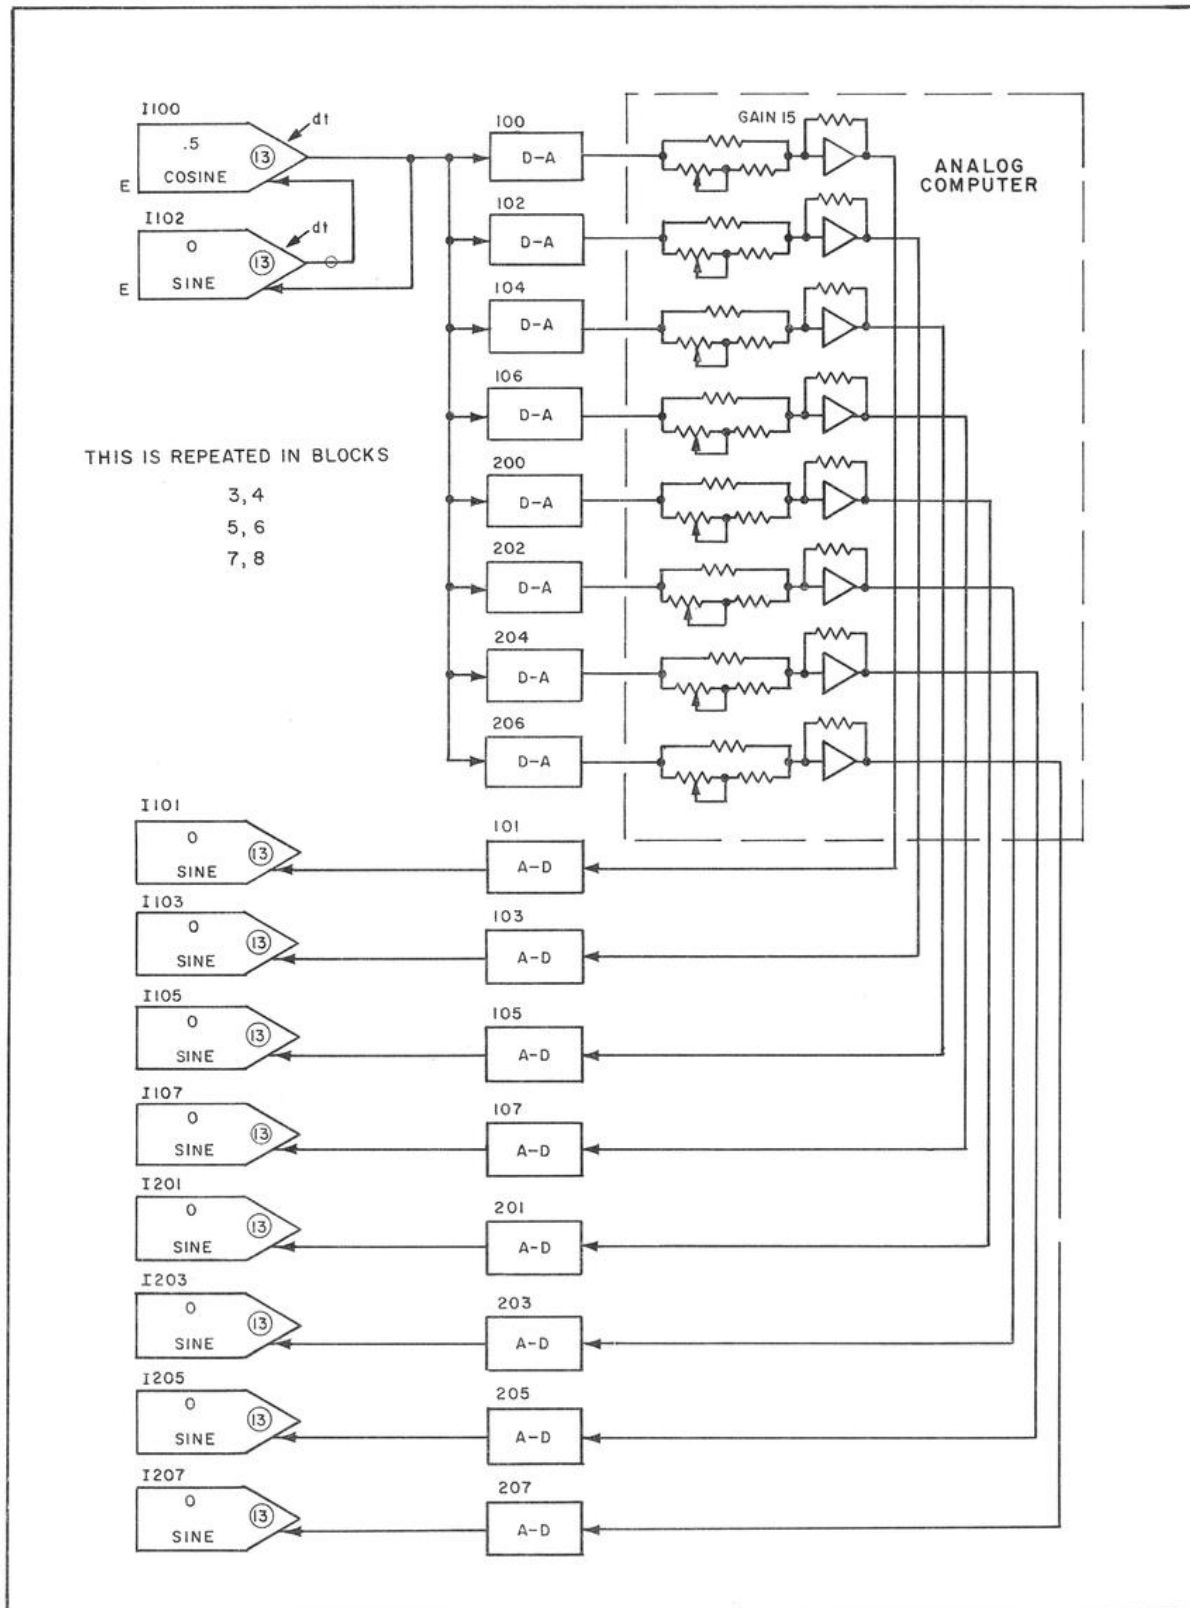 I100
dt
.5
13
COSINE
E
I102
dt
0
13
SINE
E
THIS IS REPEATED IN BLOCKS
3, 4
5, 6
7, 8
100
D-A
102
D-A
104
D-A
106
D-A
200
D-A
202
D-A
204
D-A
206
D-A
GAIN 15
ANALOG
COMPUTER
I101
0
13
SINE
101
A-D
I103
0
13
SINE
103
A-D
I105
0
13
SINE
105
A-D
I107
0
13
SINE
107
A-D
I201
0
13
SINE
201
A-D
I203
0
13
SINE
203
A-D
I205
0
13
SINE
205
A-D
I207
0
13
SINE
207
A-D